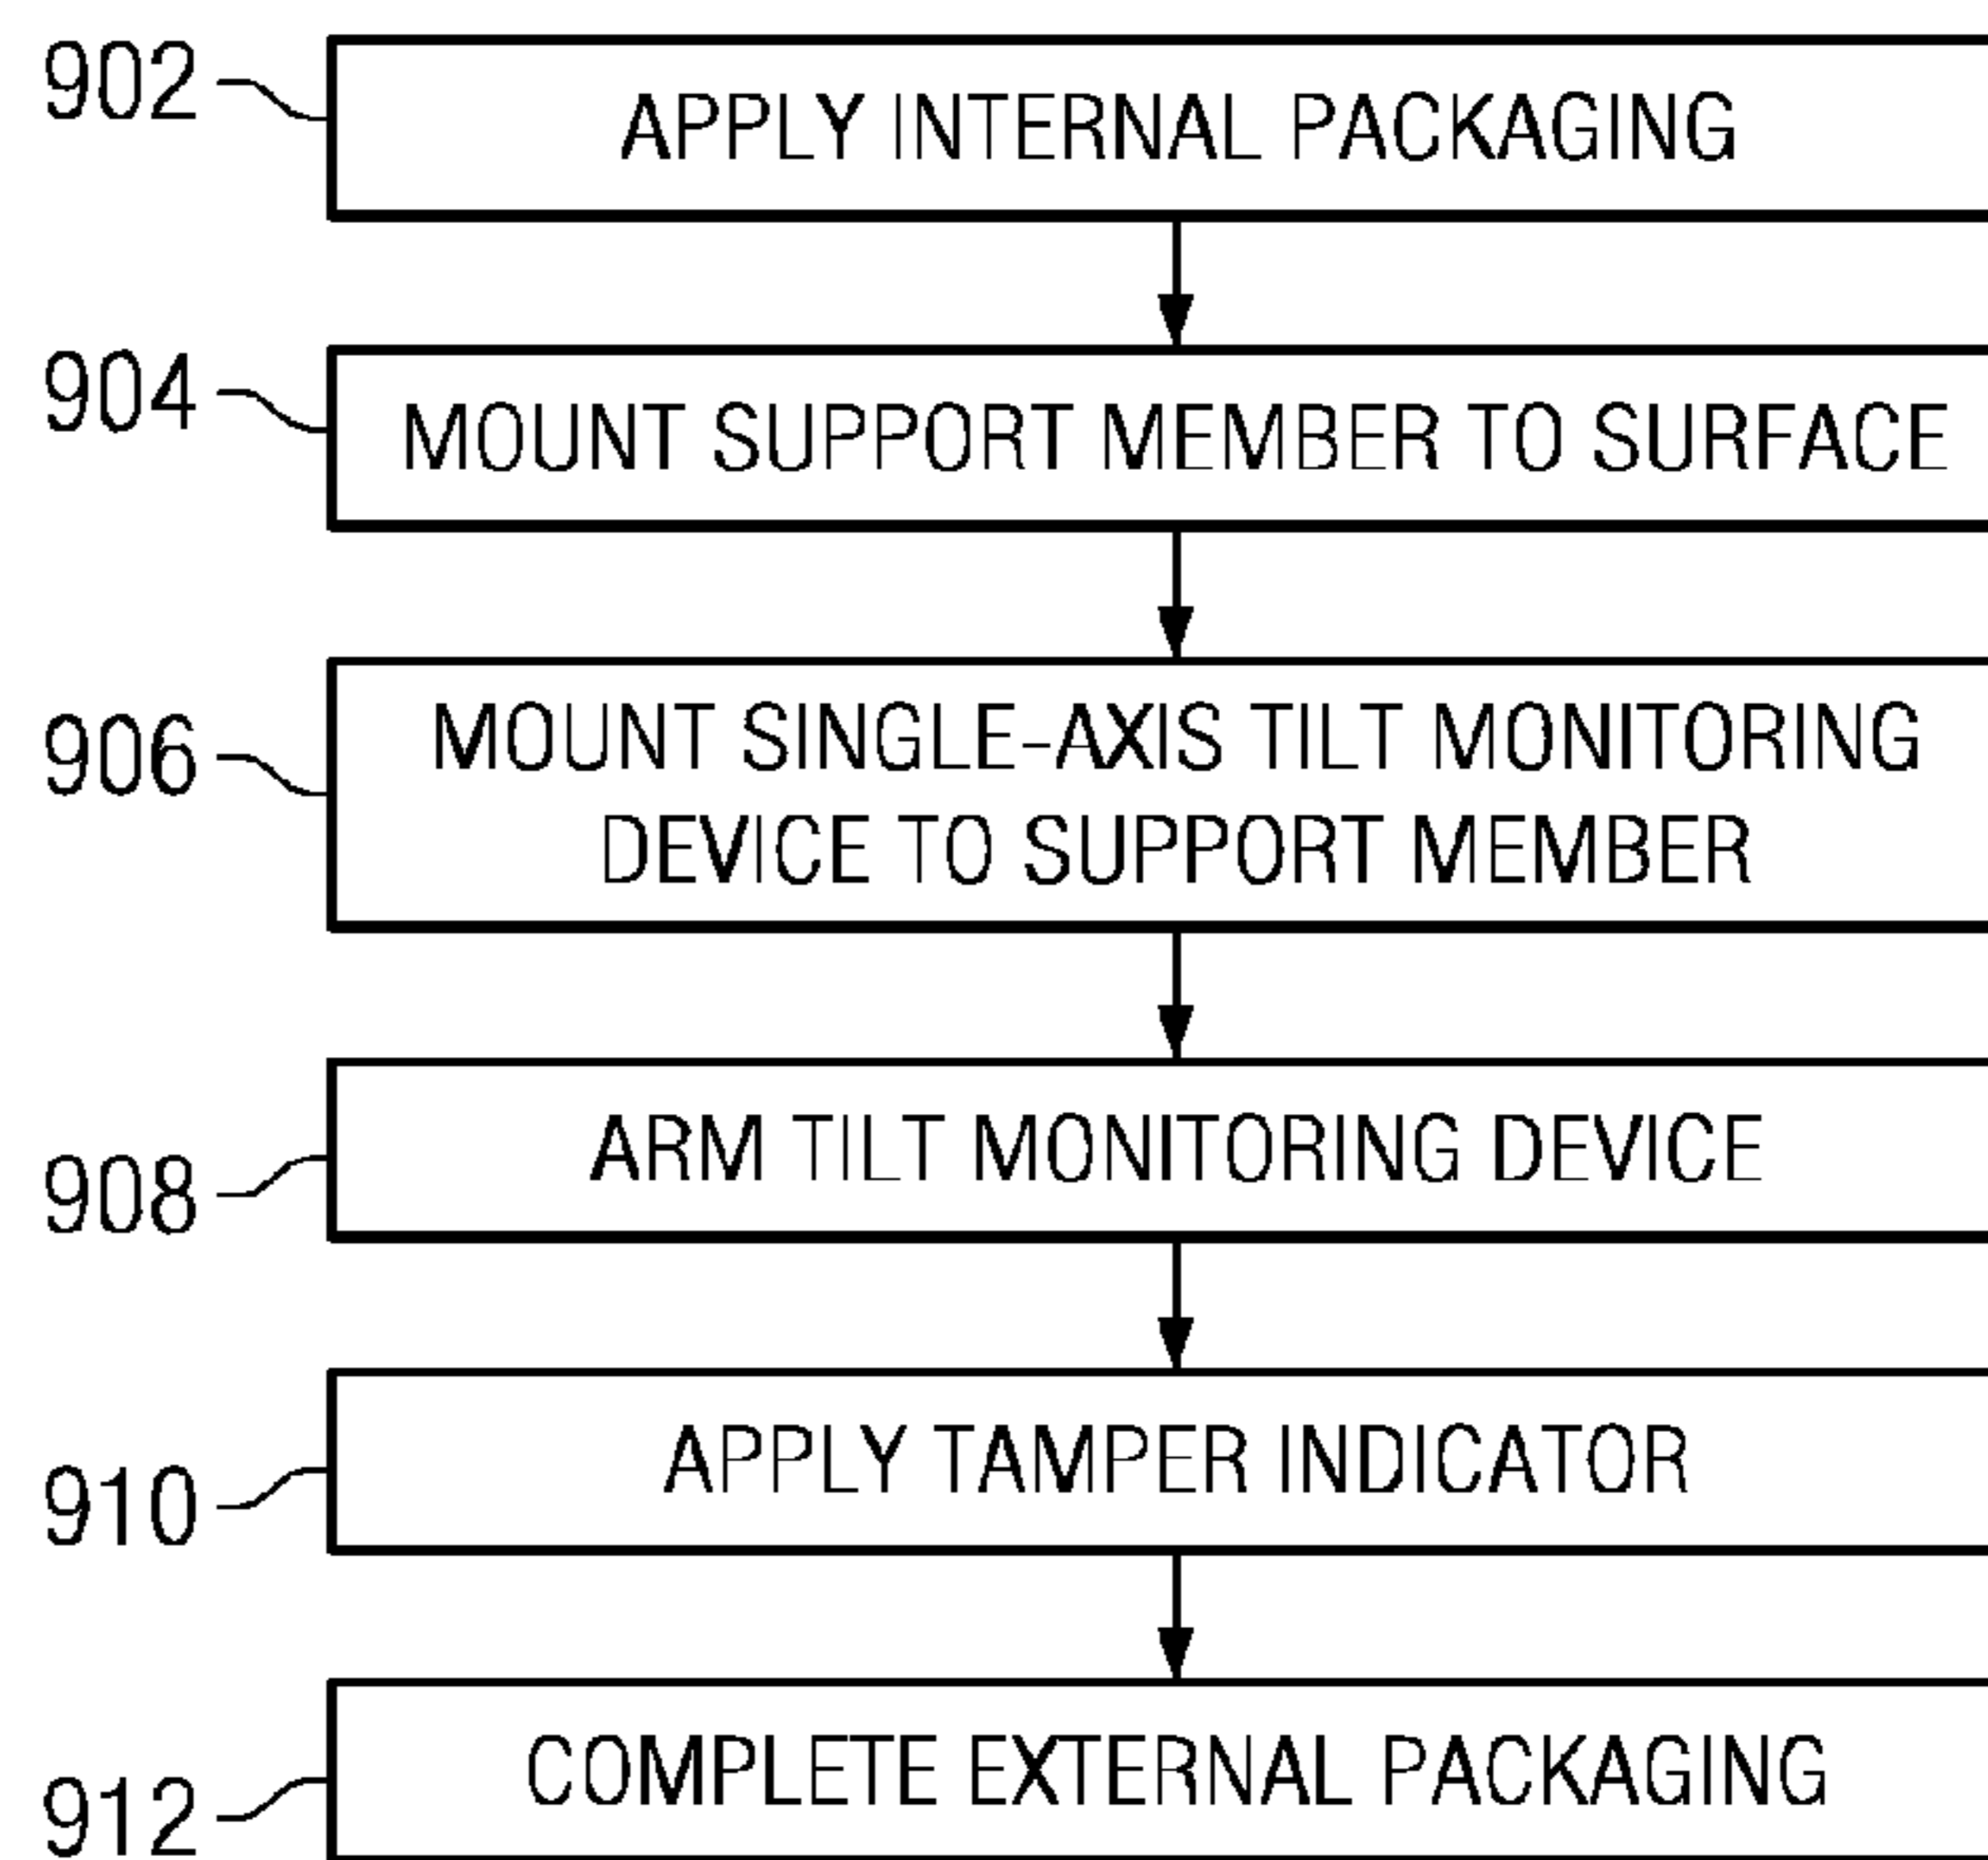 902
APPLY INTERNAL PACKAGING
904
MOUNT SUPPORT MEMBER TO SURFACE
906
MOUNT SINGLE-AXIS TILT MONITORING
DEVICE TO SUPPORT MEMBER
908
ARM TILT MONITORING DEVICE
910
APPLY TAMPER INDICATOR
912
COMPLETE EXTERNAL PACKAGING